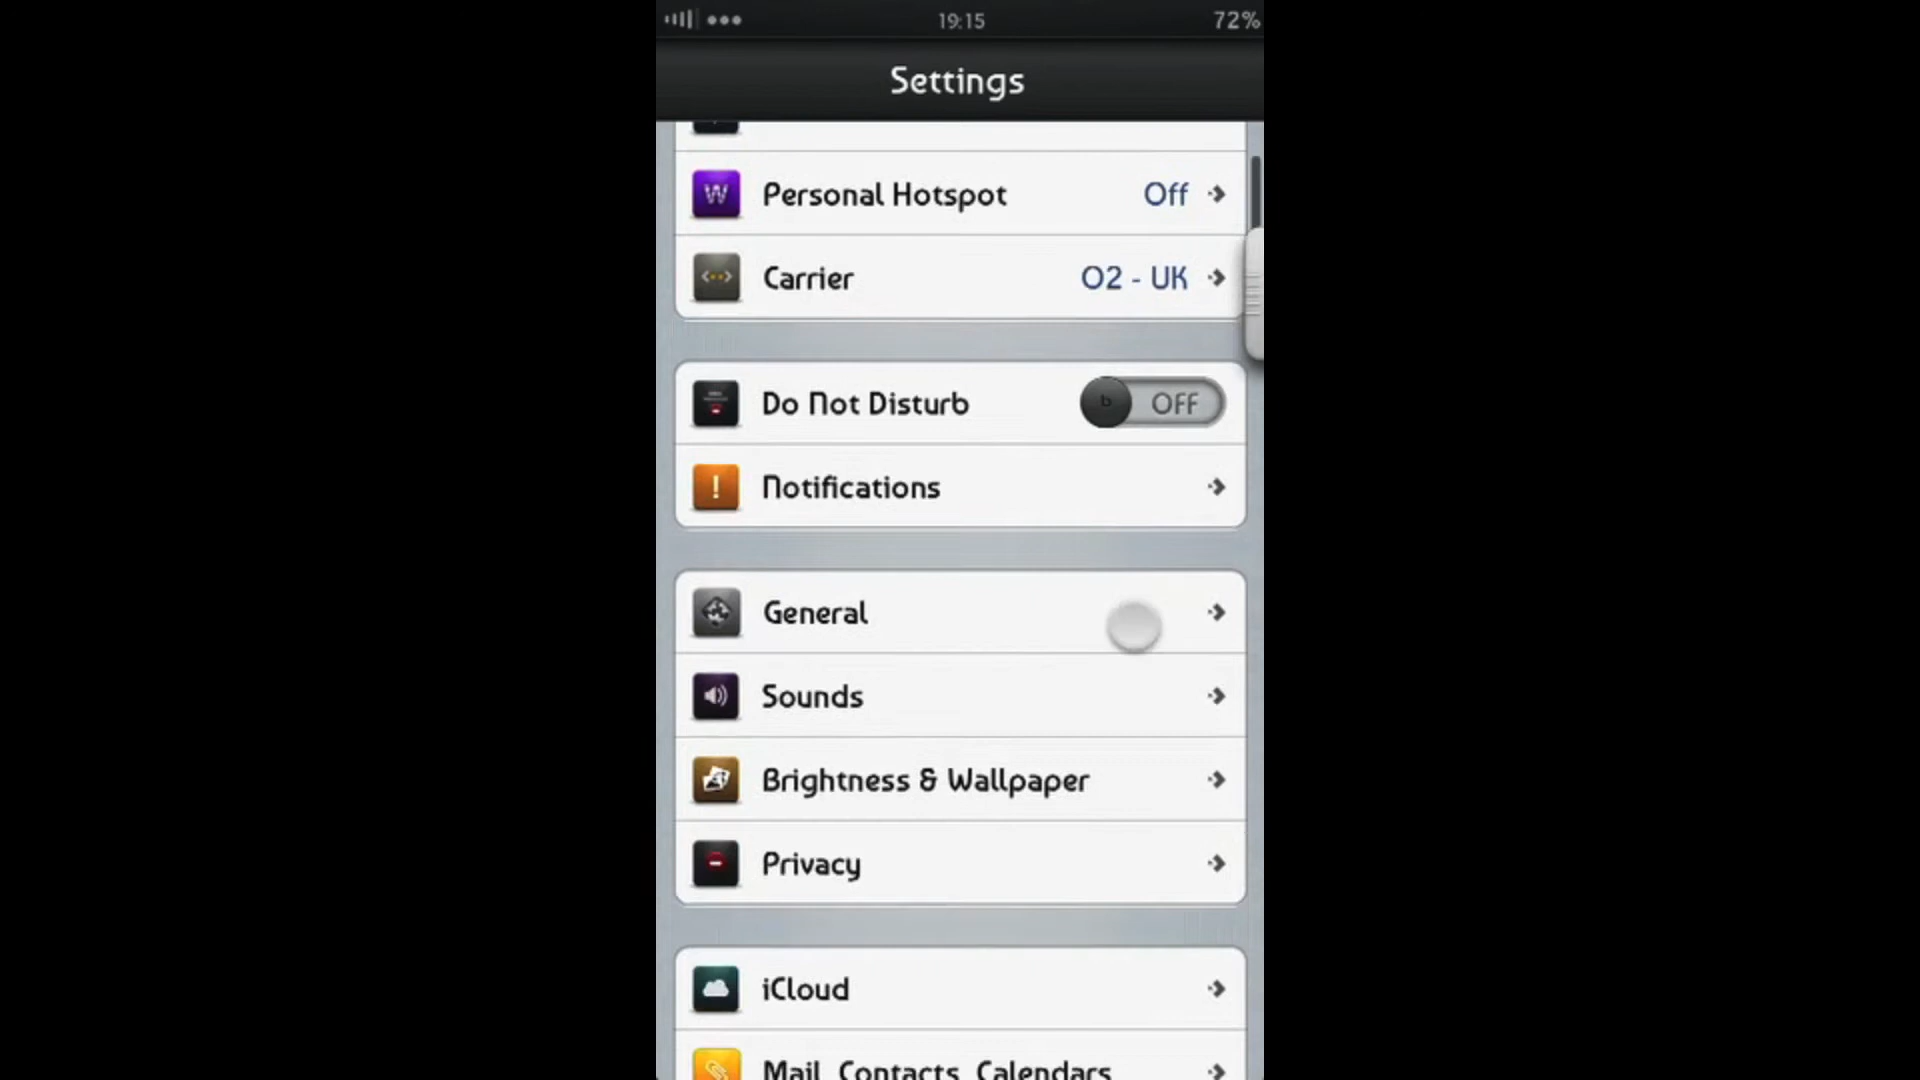 19:15
72%
Settings
W
Personal Hotspot
Off
Carrier
O2 - UK
Do Not Disturb
OFF
Notifications
General
Sounds
Brightness & Wallpaper
Privacy
iCloud
Mail, Contacts, Calendars